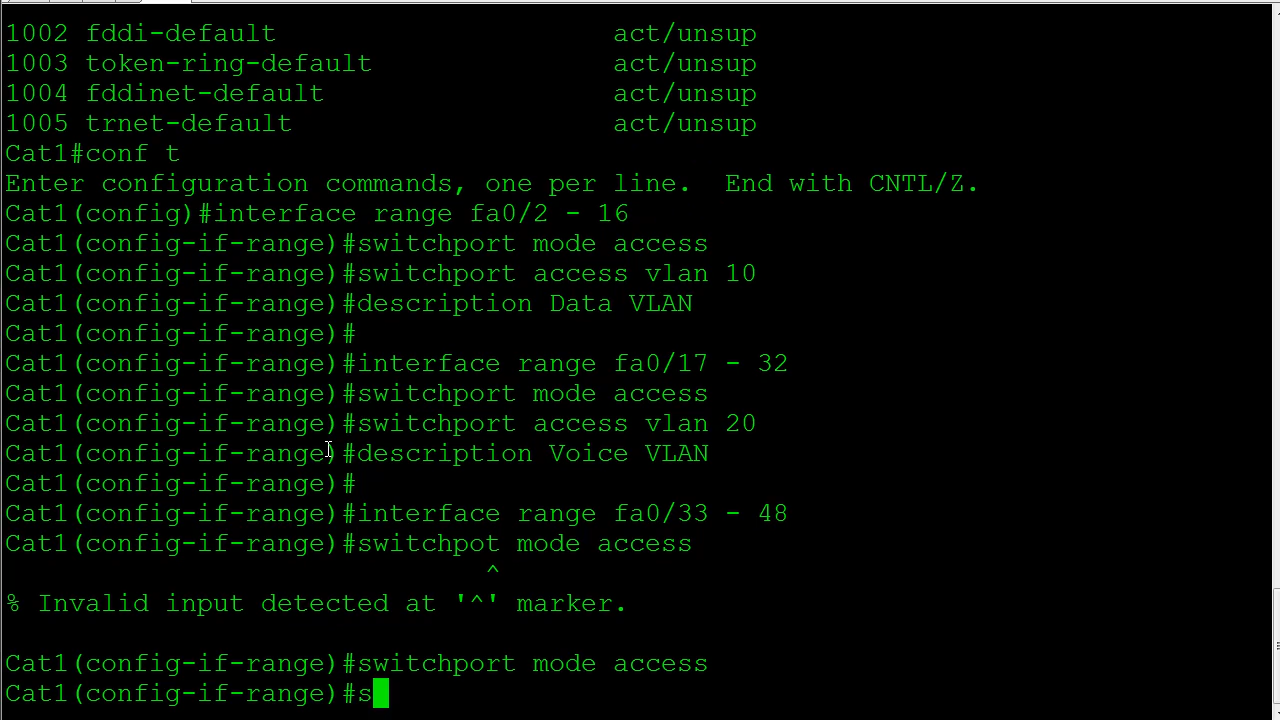 1002 fddi-default                     act/unsup
1003 token-ring-default               act/unsup
1004 fddinet-default                  act/unsup
1005 trnet-default                    act/unsup
Cat1#conf t
Enter configuration commands, one per line.  End with CNTL/Z.
Cat1(config)#interface range fa0/2 - 16
Cat1(config-if-range)#switchport mode access
Cat1(config-if-range)#switchport access vlan 10
Cat1(config-if-range)#description Data VLAN
Cat1(config-if-range)#
Cat1(config-if-range)#interface range fa0/17 - 32
Cat1(config-if-range)#switchport mode access
Cat1(config-if-range)#switchport access vlan 20
Cat1(config-if-range)#description Voice VLAN
Cat1(config-if-range)#
Cat1(config-if-range)#interface range fa0/33 - 48
Cat1(config-if-range)#switchpot mode access
                              ^
% Invalid input detected at '^' marker.
Cat1(config-if-range)#switchport mode access
Cat1(config-if-range)#s